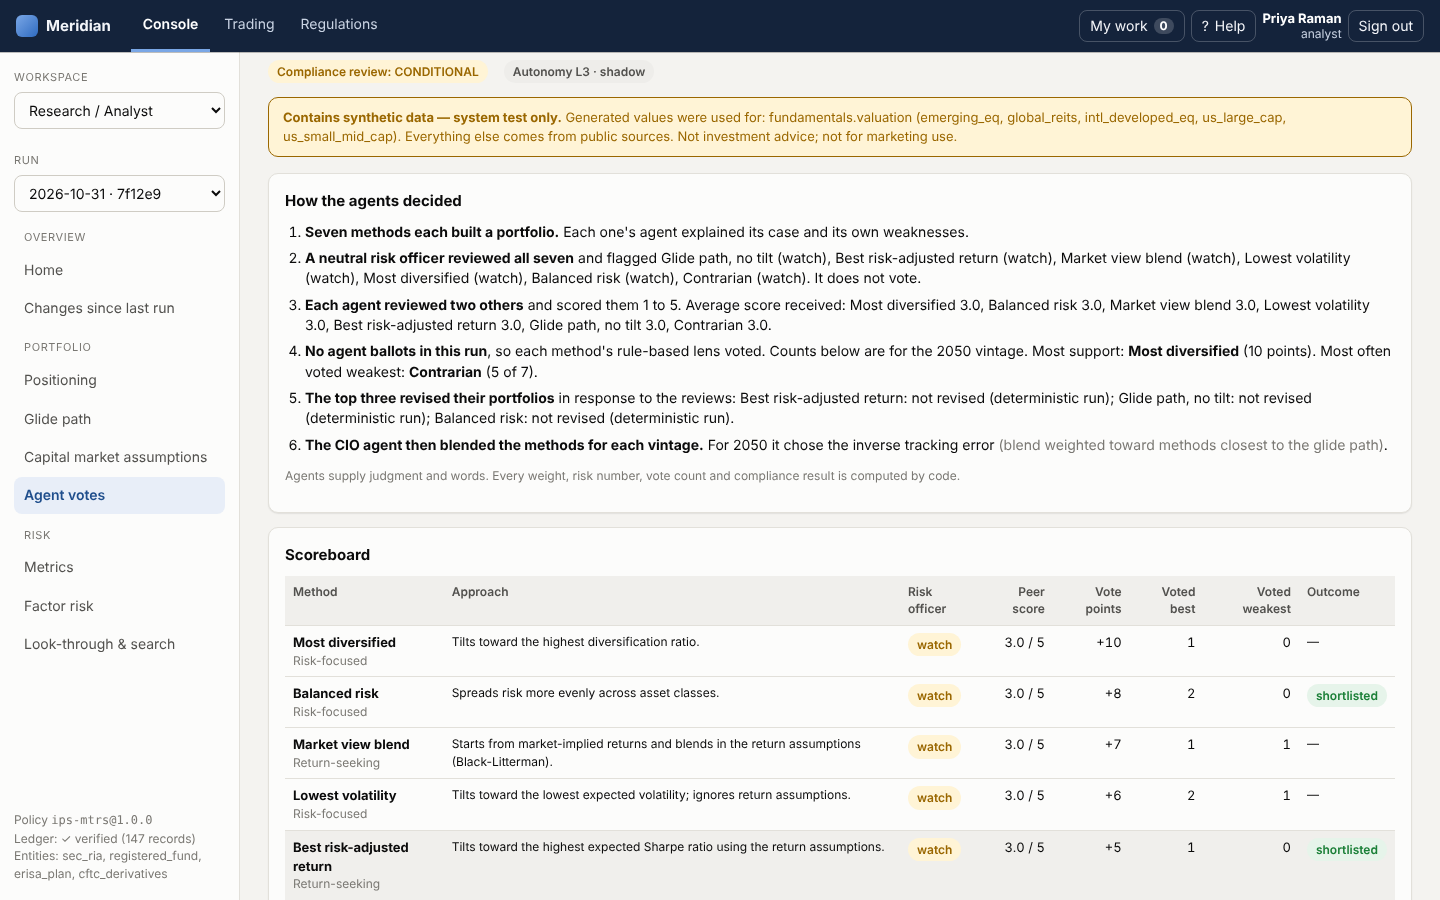 Meridian
Console
Trading
Regulations
My work 0
? Help
Priya Raman
analyst
Sign out
WORKSPACE
Research / Analyst
RUN
2026-10-31 · 7f12e9
OVERVIEW
Home
Changes since last run
PORTFOLIO
Positioning
Glide path
Capital market assumptions
Agent votes
RISK
Metrics
Factor risk
Look-through & search
Policy ips-mtrs@1.0.0
Ledger: ✓ verified (147 records)
Entities: sec_ria, registered_fund,
erisa_plan, cftc_derivatives
Compliance review: CONDITIONAL
Autonomy L3 · shadow
Contains synthetic data — system test only. Generated values were used for: fundamentals.valuation (emerging_eq, global_reits, intl_developed_eq, us_large_cap,
us_small_mid_cap). Everything else comes from public sources. Not investment advice; not for marketing use.
How the agents decided
1. Seven methods each built a portfolio. Each one's agent explained its case and its own weaknesses.
2. A neutral risk officer reviewed all seven and flagged Glide path, no tilt (watch), Best risk-adjusted return (watch), Market view blend (watch), Lowest volatility
(watch), Most diversified (watch), Balanced risk (watch), Contrarian (watch). It does not vote.
3. Each agent reviewed two others and scored them 1 to 5. Average score received: Most diversified 3.0, Balanced risk 3.0, Market view blend 3.0, Lowest volatility
3.0, Best risk-adjusted return 3.0, Glide path, no tilt 3.0, Contrarian 3.0.
4. No agent ballots in this run, so each method's rule-based lens voted. Counts below are for the 2050 vintage. Most support: Most diversified (10 points). Most often
voted weakest: Contrarian (5 of 7).
5. The top three revised their portfolios in response to the reviews: Best risk-adjusted return: not revised (deterministic run); Glide path, no tilt: not revised
(deterministic run); Balanced risk: not revised (deterministic run).
6. The CIO agent then blended the methods for each vintage. For 2050 it chose the inverse tracking error (blend weighted toward methods closest to the glide path).
Agents supply judgment and words. Every weight, risk number, vote count and compliance result is computed by code.
Scoreboard
Method Approach Risk officer Peer score Vote points Voted best Voted weakest Outcome
Most diversified Tilts toward the highest diversification ratio. watch 3.0 / 5 +10 1 0 —
Risk-focused
Balanced risk Spreads risk more evenly across asset classes. watch 3.0 / 5 +8 2 0 shortlisted
Risk-focused
Market view blend Starts from market-implied returns and blends in the return assumptions watch 3.0 / 5 +7 1 1 —
Return-seeking (Black-Litterman).
Lowest volatility Tilts toward the lowest expected volatility; ignores return assumptions. watch 3.0 / 5 +6 2 1 —
Risk-focused
Best risk-adjusted Tilts toward the highest expected Sharpe ratio using the return assumptions. watch 3.0 / 5 +5 1 0 shortlisted
return
Return-seeking